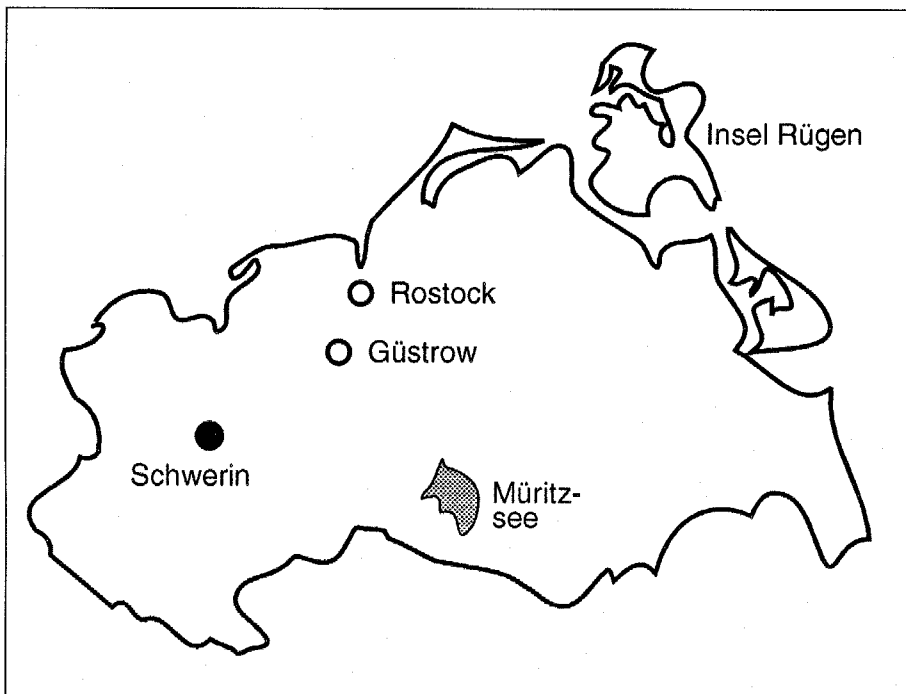 Insel Rügen
Rostock
Güstrow
Schwerin
Müritz-
see